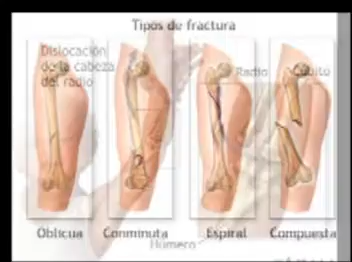 Tipos de fractura
Dislocación
de la cabeza
del radio
Radio
Cúbito
Oblicua
Conminuta
Espiral
Compuesta
Húmero